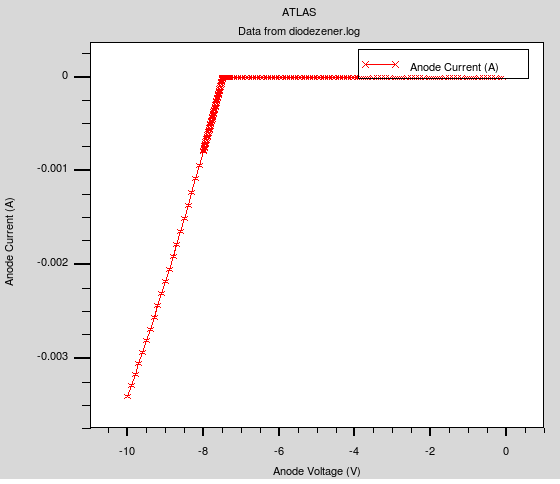 ATLAS
Data from diodezener.log
Anode Current (A)
0
-0.001
-0.002
-0.003
Anode Current (A)
-10
-8
-6
-4
-2
0
Anode Voltage (V)